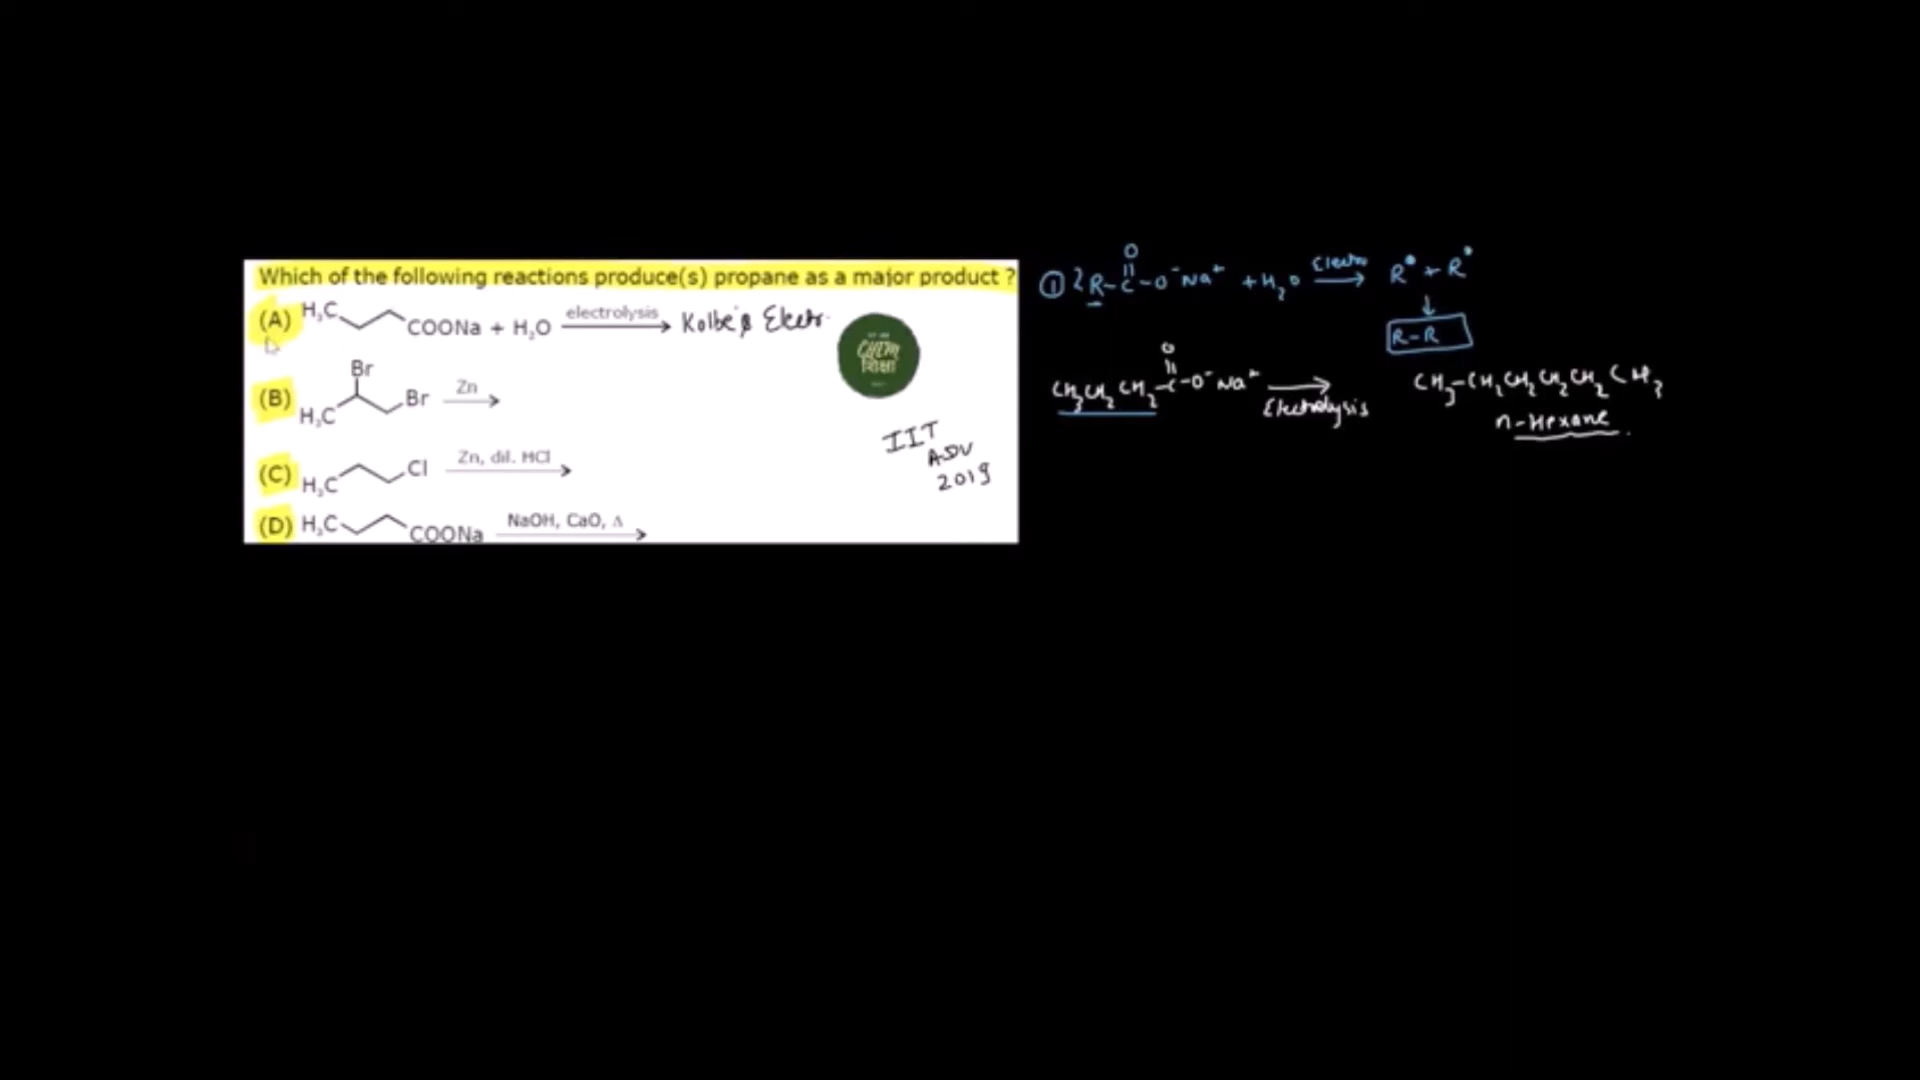 Which of the following reactions produce(s) propane as a major product ?
(A) H₃C COONa + H₂O electrolysis Kolbe's Electr.
(B) H₃C Br Br Zn
(C) H₃C Cl Zn, dil. HCl
(D) H₃C COONa NaOH, CaO, Δ
CHEM
शिक्षा
IIT
ADV
2019
① 2 R-C-O⁻Na⁺ + H₂O Electro R• + R•
O
R-R
O
CH₃CH₂CH₂-C-O⁻Na⁺ Electrolysis CH₃-CH₂CH₂CH₂CH₂CH₃
n-Hexane